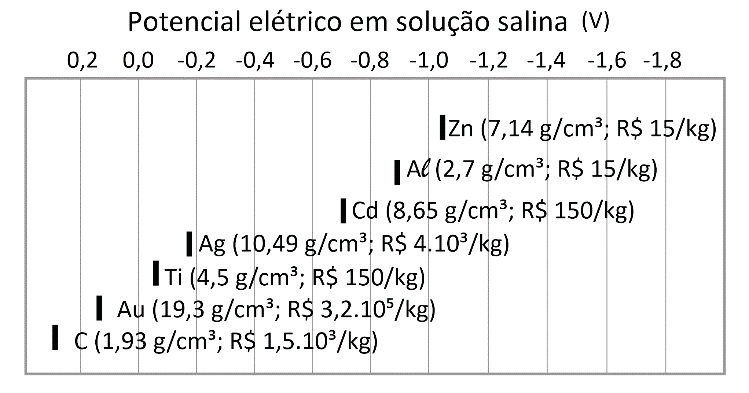 Potencial elétrico em solução salina (V)
0,2 0,0 -0,2 -0,4 -0,6 -0,8 -1,0 -1,2 -1,4 -1,6 -1,8
Zn (7,14 g/cm³; R$ 15/kg)
Aℓ (2,7 g/cm³; R$ 15/kg)
Cd (8,65 g/cm³; R$ 150/kg)
Ag (10,49 g/cm³; R$ 4.10³/kg)
Ti (4,5 g/cm³; R$ 150/kg)
Au (19,3 g/cm³; R$ 3,2.10⁵/kg)
C (1,93 g/cm³; R$ 1,5.10³/kg)